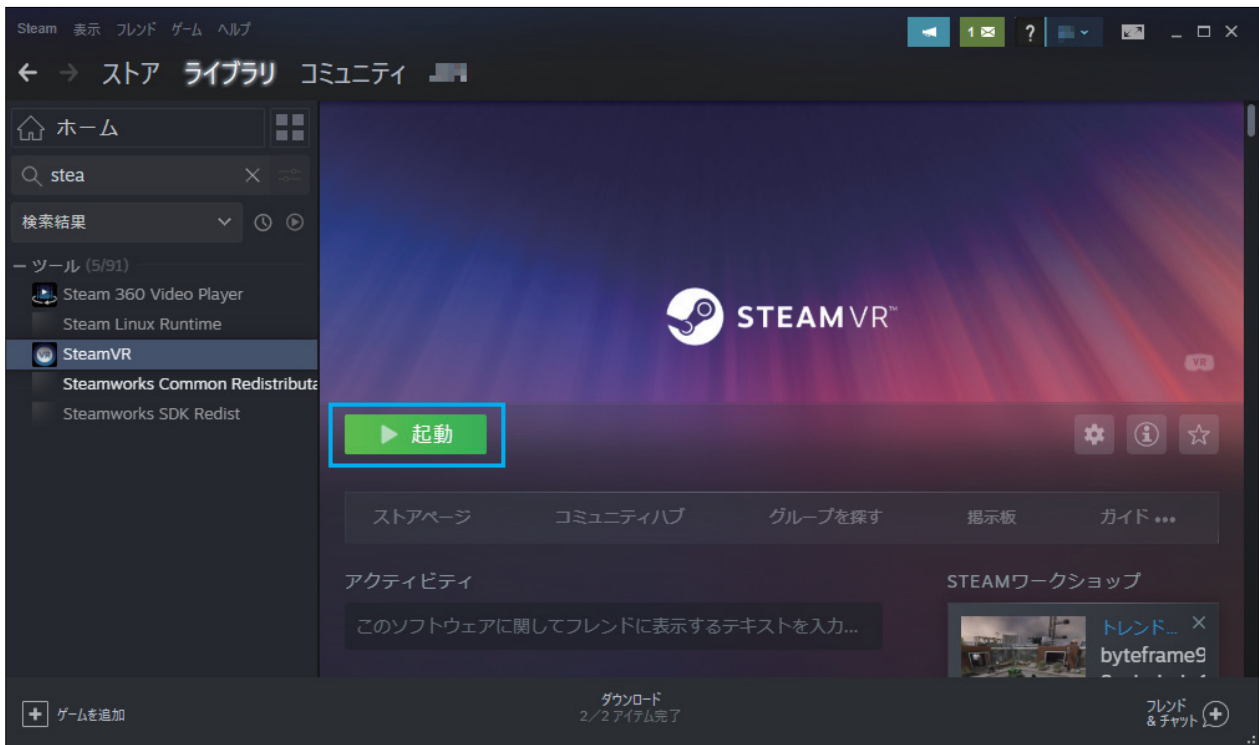 Steam 表示 フレンド ゲーム ヘルプ
1
?
ストア ライブラリ コミュニティ
ホーム
stea
検索結果
ー ツール (5/91)
Steam 360 Video Player
Steam Linux Runtime
SteamVR
Steamworks Common Redistributa
Steamworks SDK Redist
STEAMVR™
VR
起動
ストアページ コミュニティハブ グループを探す 掲示板 ガイド •••
アクティビティ
STEAMワークショップ
このソフトウェアに関してフレンドに表示するテキストを入力...
トレンド...
byteframe9
ゲームを追加
ダウンロード
2／2 アイテム完了
フレンド
& チャット